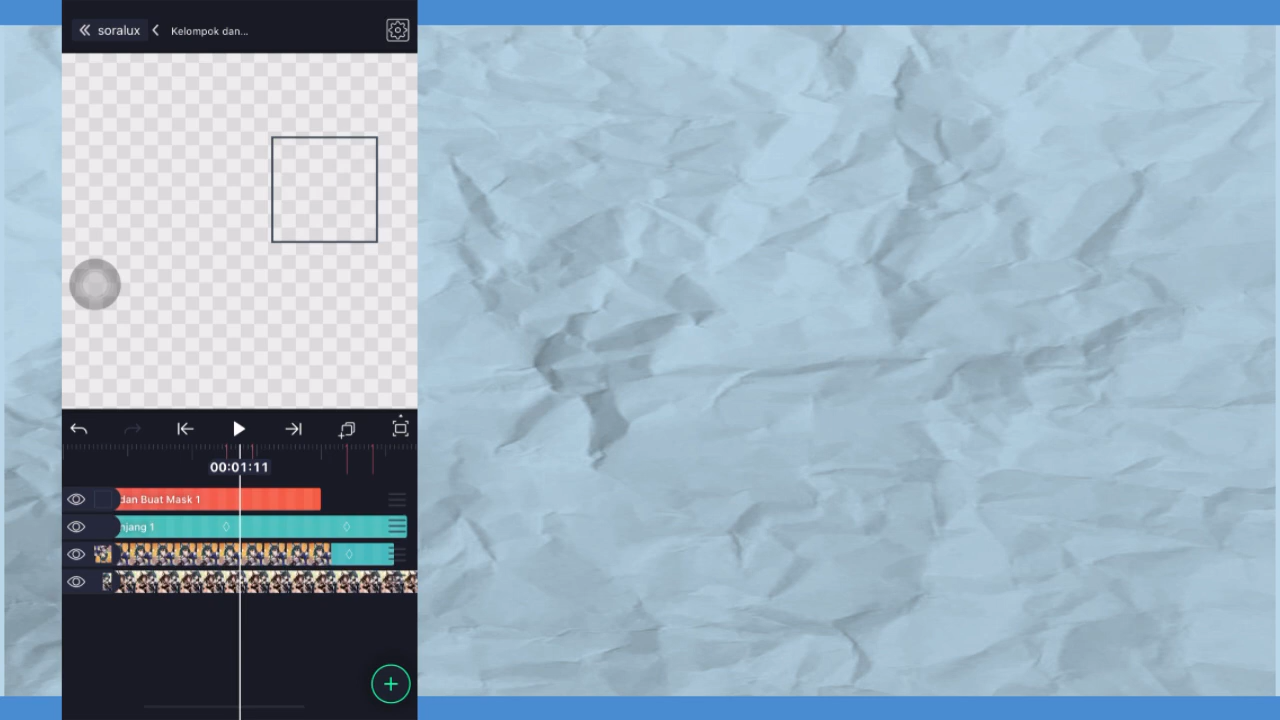 soralux
Kelompok dan...
00:01:11
dan Buat Mask 1
njang 1